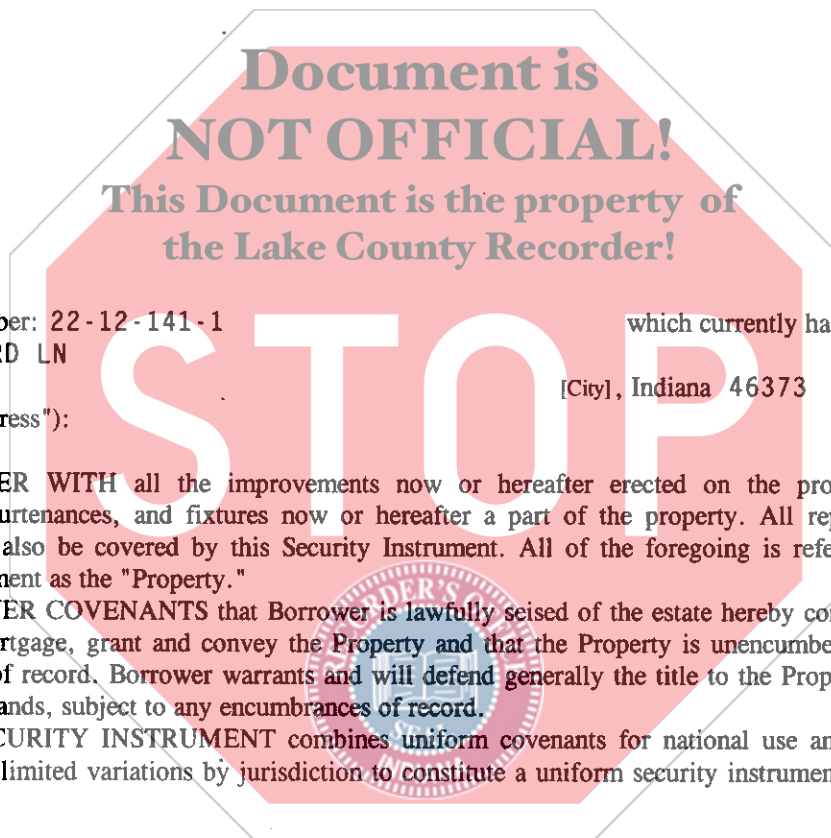 Document is
NOT OFFICIAL!
This Document is the property of
the Lake County Recorder!
ber: 22-12-141-1 which currently ha
RD LN
[City], Indiana 46373
ress"):
STOP
ER WITH all the improvements now or hereafter erected on the pro
urtenances, and fixtures now or hereafter a part of the property. All rep
also be covered by this Security Instrument. All of the foregoing is refe
ment as the "Property."
ER COVENANTS that Borrower is lawfully seised of the estate hereby con
rtgage, grant and convey the Property and that the Property is unencumbe
of record. Borrower warrants and will defend generally the title to the Prop
ands, subject to any encumbrances of record.
CURITY INSTRUMENT combines uniform covenants for national use an
limited variations by jurisdiction to constitute a uniform security instrumen
RECORDER'S OFFICE
SEAL
INDIANA